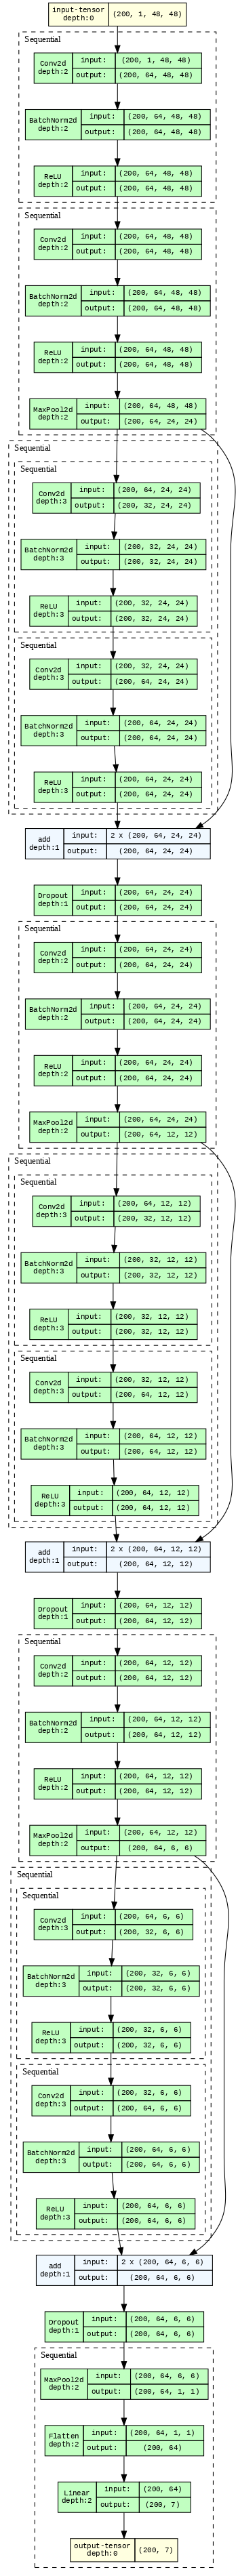 input-tensor
depth:0
(200, 1, 48, 48)
Sequential
Conv2d
depth:2
input:
(200, 1, 48, 48)
output:
(200, 64, 48, 48)
BatchNorm2d
depth:2
input:
(200, 64, 48, 48)
output:
(200, 64, 48, 48)
ReLU
depth:2
input:
(200, 64, 48, 48)
output:
(200, 64, 48, 48)
Sequential
Conv2d
depth:2
input:
(200, 64, 48, 48)
output:
(200, 64, 48, 48)
BatchNorm2d
depth:2
input:
(200, 64, 48, 48)
output:
(200, 64, 48, 48)
ReLU
depth:2
input:
(200, 64, 48, 48)
output:
(200, 64, 48, 48)
MaxPool2d
depth:2
input:
(200, 64, 48, 48)
output:
(200, 64, 24, 24)
Sequential
Sequential
Conv2d
depth:3
input:
(200, 64, 24, 24)
output:
(200, 32, 24, 24)
BatchNorm2d
depth:3
input:
(200, 32, 24, 24)
output:
(200, 32, 24, 24)
ReLU
depth:3
input:
(200, 32, 24, 24)
output:
(200, 32, 24, 24)
Sequential
Conv2d
depth:3
input:
(200, 32, 24, 24)
output:
(200, 64, 24, 24)
BatchNorm2d
depth:3
input:
(200, 64, 24, 24)
output:
(200, 64, 24, 24)
ReLU
depth:3
input:
(200, 64, 24, 24)
output:
(200, 64, 24, 24)
add
depth:1
input:
2 x (200, 64, 24, 24)
output:
(200, 64, 24, 24)
Dropout
depth:1
input:
(200, 64, 24, 24)
output:
(200, 64, 24, 24)
Sequential
Conv2d
depth:2
input:
(200, 64, 24, 24)
output:
(200, 64, 24, 24)
BatchNorm2d
depth:2
input:
(200, 64, 24, 24)
output:
(200, 64, 24, 24)
ReLU
depth:2
input:
(200, 64, 24, 24)
output:
(200, 64, 24, 24)
MaxPool2d
depth:2
input:
(200, 64, 24, 24)
output:
(200, 64, 12, 12)
Sequential
Sequential
Conv2d
depth:3
input:
(200, 64, 12, 12)
output:
(200, 32, 12, 12)
BatchNorm2d
depth:3
input:
(200, 32, 12, 12)
output:
(200, 32, 12, 12)
ReLU
depth:3
input:
(200, 32, 12, 12)
output:
(200, 32, 12, 12)
Sequential
Conv2d
depth:3
input:
(200, 32, 12, 12)
output:
(200, 64, 12, 12)
BatchNorm2d
depth:3
input:
(200, 64, 12, 12)
output:
(200, 64, 12, 12)
ReLU
depth:3
input:
(200, 64, 12, 12)
output:
(200, 64, 12, 12)
add
depth:1
input:
2 x (200, 64, 12, 12)
output:
(200, 64, 12, 12)
Dropout
depth:1
input:
(200, 64, 12, 12)
output:
(200, 64, 12, 12)
Sequential
Conv2d
depth:2
input:
(200, 64, 12, 12)
output:
(200, 64, 12, 12)
BatchNorm2d
depth:2
input:
(200, 64, 12, 12)
output:
(200, 64, 12, 12)
ReLU
depth:2
input:
(200, 64, 12, 12)
output:
(200, 64, 12, 12)
MaxPool2d
depth:2
input:
(200, 64, 12, 12)
output:
(200, 64, 6, 6)
Sequential
Sequential
Conv2d
depth:3
input:
(200, 64, 6, 6)
output:
(200, 32, 6, 6)
BatchNorm2d
depth:3
input:
(200, 32, 6, 6)
output:
(200, 32, 6, 6)
ReLU
depth:3
input:
(200, 32, 6, 6)
output:
(200, 32, 6, 6)
Sequential
Conv2d
depth:3
input:
(200, 32, 6, 6)
output:
(200, 64, 6, 6)
BatchNorm2d
depth:3
input:
(200, 64, 6, 6)
output:
(200, 64, 6, 6)
ReLU
depth:3
input:
(200, 64, 6, 6)
output:
(200, 64, 6, 6)
add
depth:1
input:
2 x (200, 64, 6, 6)
output:
(200, 64, 6, 6)
Dropout
depth:1
input:
(200, 64, 6, 6)
output:
(200, 64, 6, 6)
Sequential
MaxPool2d
depth:2
input:
(200, 64, 6, 6)
output:
(200, 64, 1, 1)
Flatten
depth:2
input:
(200, 64, 1, 1)
output:
(200, 64)
Linear
depth:2
input:
(200, 64)
output:
(200, 7)
output-tensor
depth:0
(200, 7)